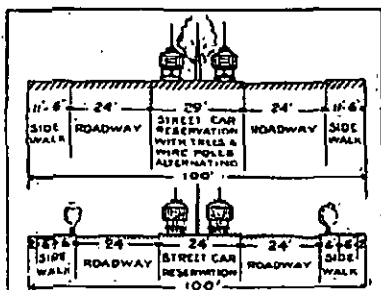 11'-6" 24' 29' 24' 11'-6"
SIDE WALK ROADWAY STREET CAR RESERVATION WITH TREES & WIRE POLES ALTERNATING ROADWAY SIDE WALK
100'
24' 24' 24'
SIDE WALK ROADWAY STREET CAR RESERVATION ROADWAY SIDE WALK
100'